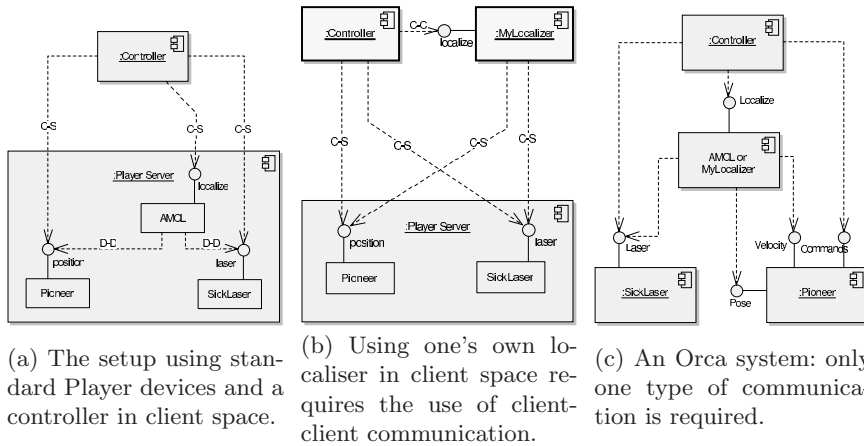 :Controller
C-S
C-S
C-S
:Player Server
localize
AMCL
D-D
D-D
position
laser
Pioneer
SickLaser
(a) The setup using stan-
dard Player devices and a
controller in client space.
:Controller
C-C
localize
:MyLocalizer
C-S
C-S
C-S
C-S
:Player Server
position
laser
Pioneer
SickLaser
(b) Using one's own lo-
caliser in client space re-
quires the use of client-
client communication.
:Controller
Localize
AMCL or
MyLocalizer
Laser
Velocity
Commands
:SickLaser
Pose
:Pioneer
(c) An Orca system: only
one type of communica-
tion is required.